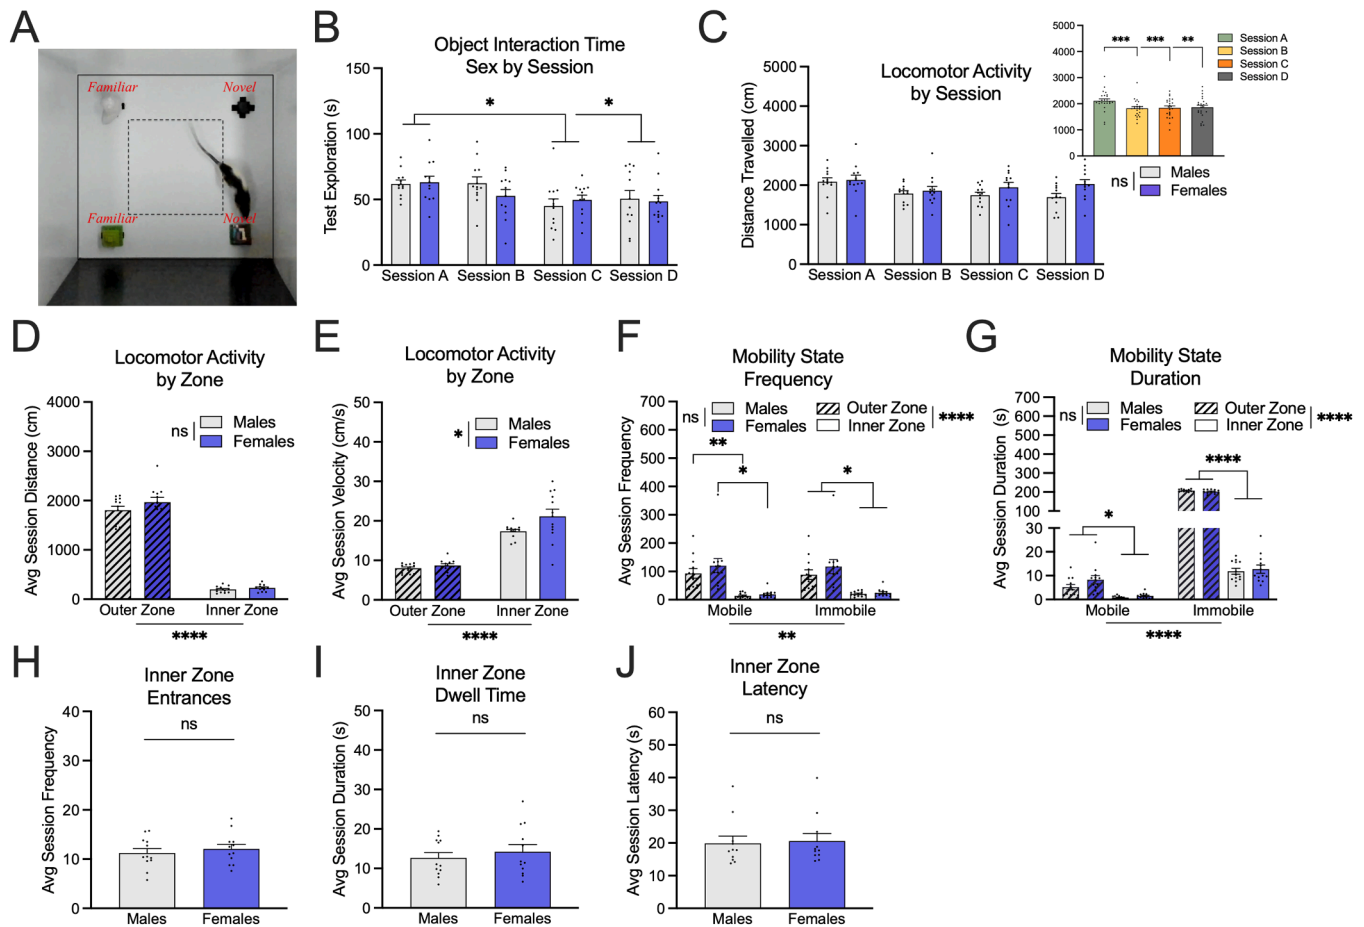 A
Familiar
Novel
Familiar
Novel
B
Object Interaction Time
Sex by Session
Test Exploration (s)
150
100
50
0
*
*
Session A
Session B
Session C
Session D
C
Locomotor Activity
by Session
Distance Travelled (cm)
5000
4000
3000
2000
1000
0
Session A
Session B
Session C
Session D
5000
4000
3000
2000
1000
0
***
***
**
Session A
Session B
Session C
Session D
ns
Males
Females
D
Locomotor Activity
by Zone
Avg Session Distance (cm)
4000
3000
2000
1000
0
ns
Males
Females
Outer Zone
Inner Zone
****
E
Locomotor Activity
by Zone
Avg Session Velocity (cm/s)
50
40
30
20
10
0
*
Males
Females
Outer Zone
Inner Zone
****
F
Mobility State
Frequency
Avg Session Frequency
700
600
500
400
300
200
100
0
ns
Males
Females
Outer Zone
Inner Zone
****
**
*
*
Mobile
Immobile
**
G
Mobility State
Duration
Avg Session Duration (s)
700
600
500
400
300
200
100
30
20
10
0
ns
Males
Females
Outer Zone
Inner Zone
****
****
*
Mobile
Immobile
****
H
Inner Zone
Entrances
Avg Session Frequency
40
30
20
10
0
ns
Males
Females
I
Inner Zone
Dwell Time
Avg Session Duration (s)
50
40
30
20
10
0
ns
Males
Females
J
Inner Zone
Latency
Avg Session Latency (s)
60
50
40
30
20
10
0
ns
Males
Females